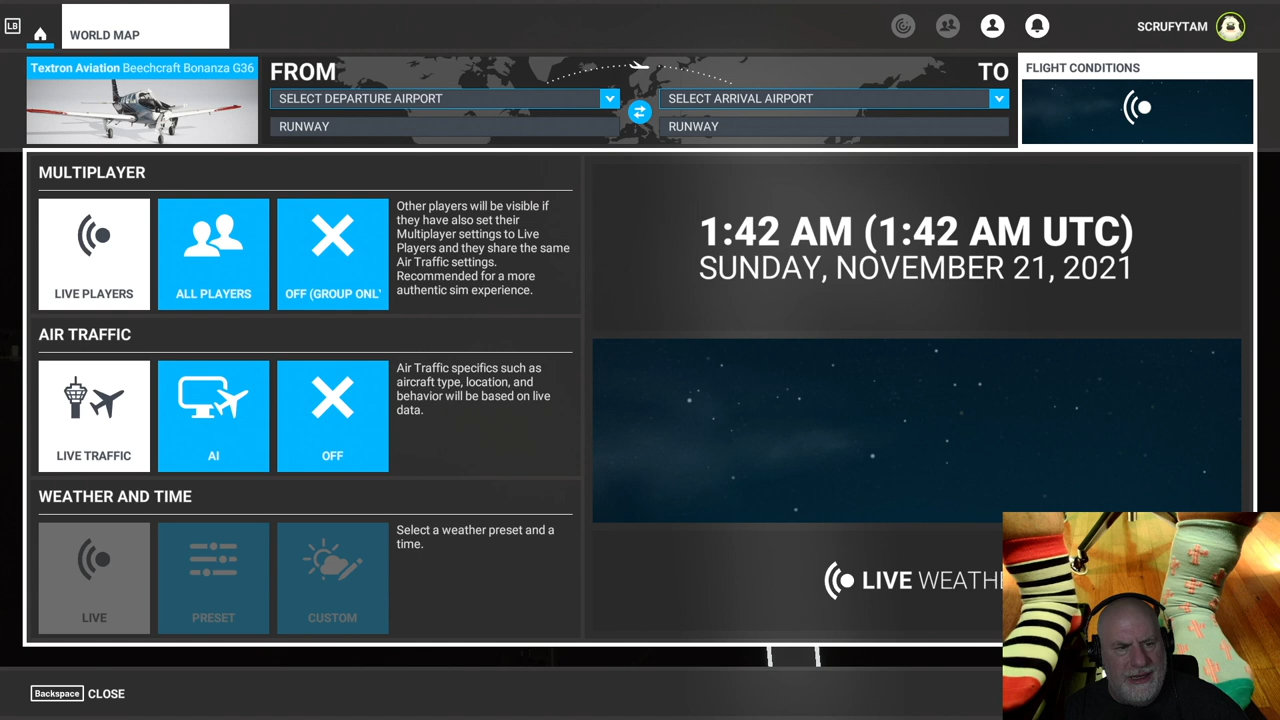 LB
WORLD MAP
SCRUFYTAM
Textron Aviation Beechcraft Bonanza G36
FROM
TO
SELECT DEPARTURE AIRPORT
SELECT ARRIVAL AIRPORT
RUNWAY
RUNWAY
FLIGHT CONDITIONS
MULTIPLAYER
LIVE PLAYERS
ALL PLAYERS
OFF (GROUP ONLY
Other players will be visible if
they have also set their
Multiplayer settings to Live
Players and they share the same
Air Traffic settings.
Recommended for a more
authentic sim experience.
1:42 AM (1:42 AM UTC)
SUNDAY, NOVEMBER 21, 2021
AIR TRAFFIC
LIVE TRAFFIC
AI
OFF
Air Traffic specifics such as
aircraft type, location, and
behavior will be based on live
data.
WEATHER AND TIME
LIVE
PRESET
CUSTOM
Select a weather preset and a
time.
LIVE WEATHE
Backspace CLOSE